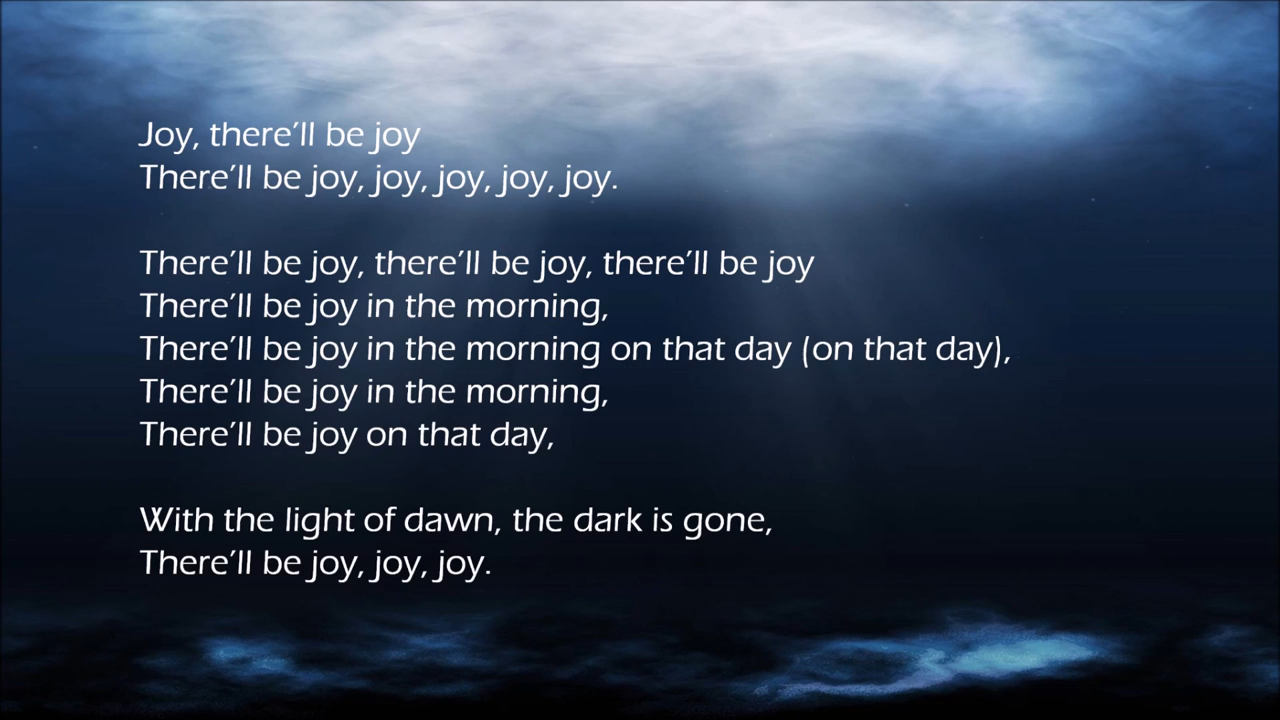 Joy, there'll be joy
There'll be joy, joy, joy, joy, joy.
There'll be joy, there'll be joy, there'll be joy
There'll be joy in the morning,
There'll be joy in the morning on that day (on that day),
There'll be joy in the morning,
There'll be joy on that day,
With the light of dawn, the dark is gone,
There'll be joy, joy, joy.